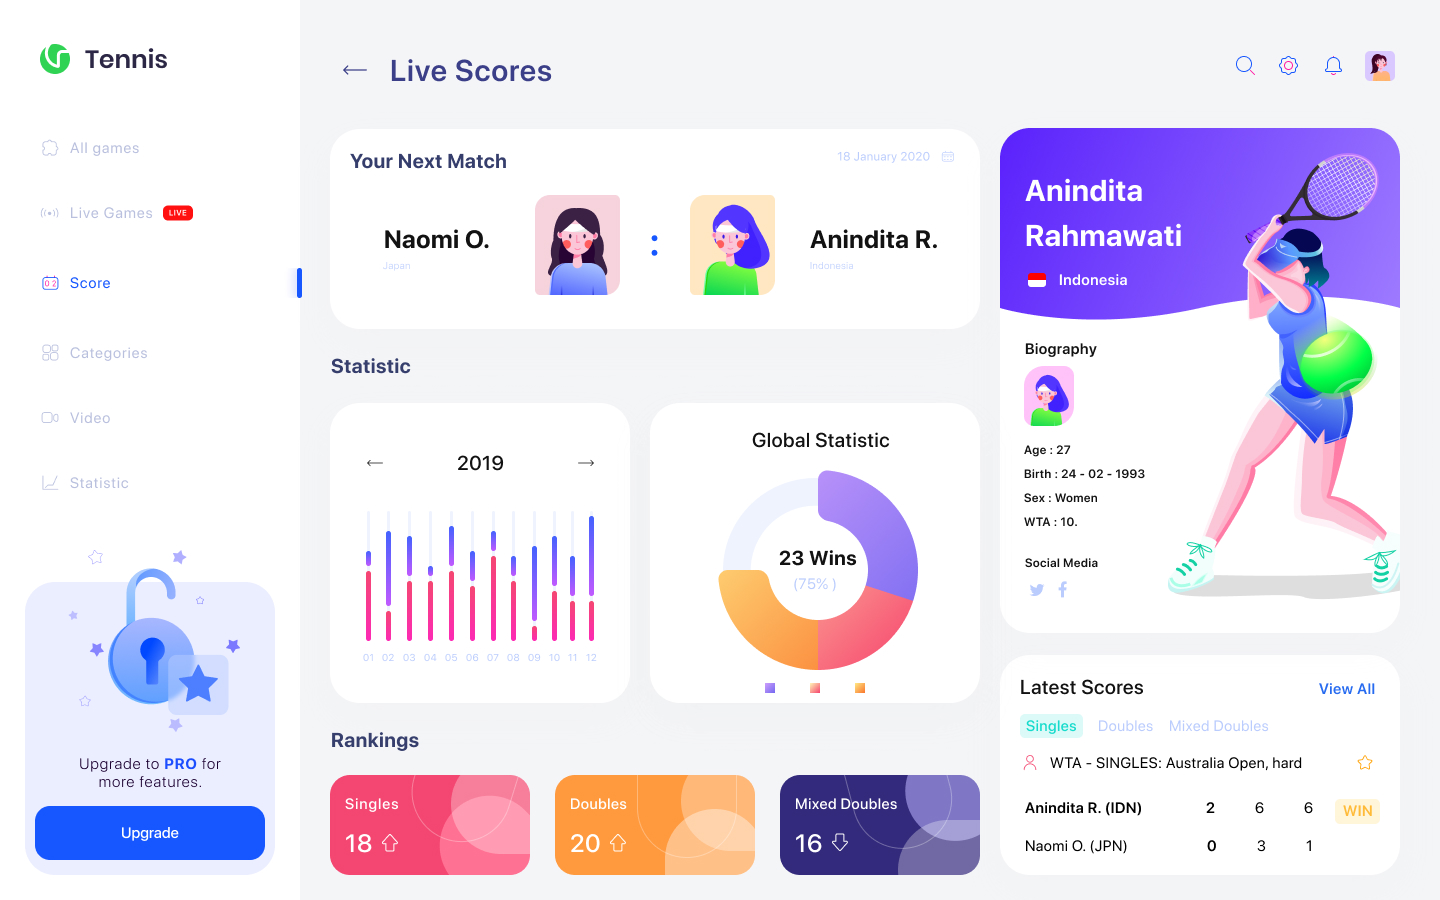 Tennis
All games
Live Games LIVE
Score
Categories
Video
Statistic
Upgrade to PRO for
more features.
Upgrade
Live Scores
Your Next Match
18 January 2020
Naomi O.
Japan
:
Anindita R.
Indonesia
Statistic
2019
01 02 03 04 05 06 07 08 09 10 11 12
Global Statistic
23 Wins
(75% )
Rankings
Singles
18
Doubles
20
Mixed Doubles
16
Anindita
Rahmawati
Indonesia
Biography
Age : 27
Birth : 24 - 02 - 1993
Sex : Women
WTA : 10.
Social Media
Latest Scores
View All
Singles Doubles Mixed Doubles
WTA - SINGLES: Australia Open, hard
Anindita R. (IDN) 2 6 6 WIN
Naomi O. (JPN) 0 3 1